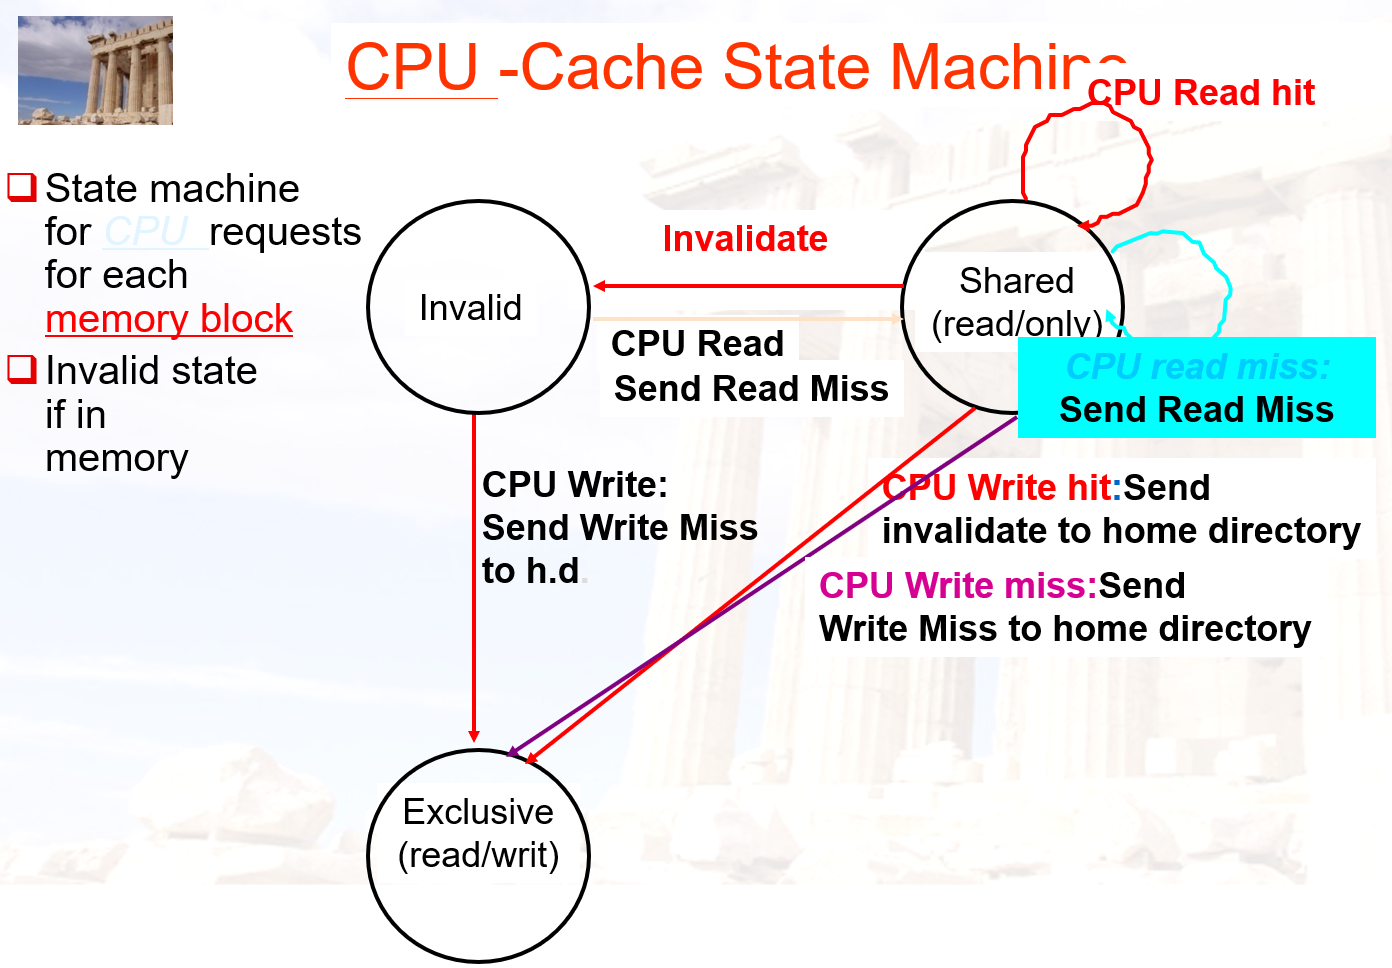 CPU -Cache State Machine
CPU Read hit
State machine
for CPU requests
for each
memory block
Invalid state
if in
memory
Invalid
Invalidate
CPU Read
Send Read Miss
Shared
(read/only)
CPU read miss:
Send Read Miss
CPU Write:
Send Write Miss
to h.d.
CPU Write hit:Send
invalidate to home directory
CPU Write miss:Send
Write Miss to home directory
Exclusive
(read/writ)